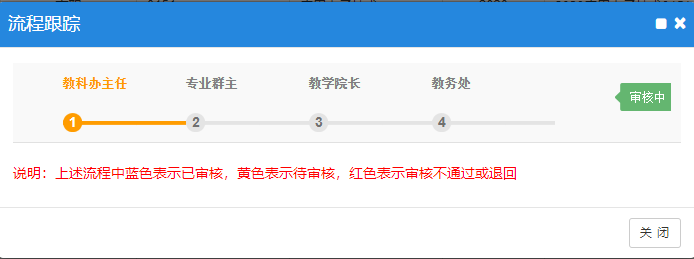 流程跟踪
教科办主任 专业群主 教学院长 教务处
审核中
1 2 3 4
说明：上述流程中蓝色表示已审核，黄色表示待审核，红色表示审核不通过或退回
关 闭